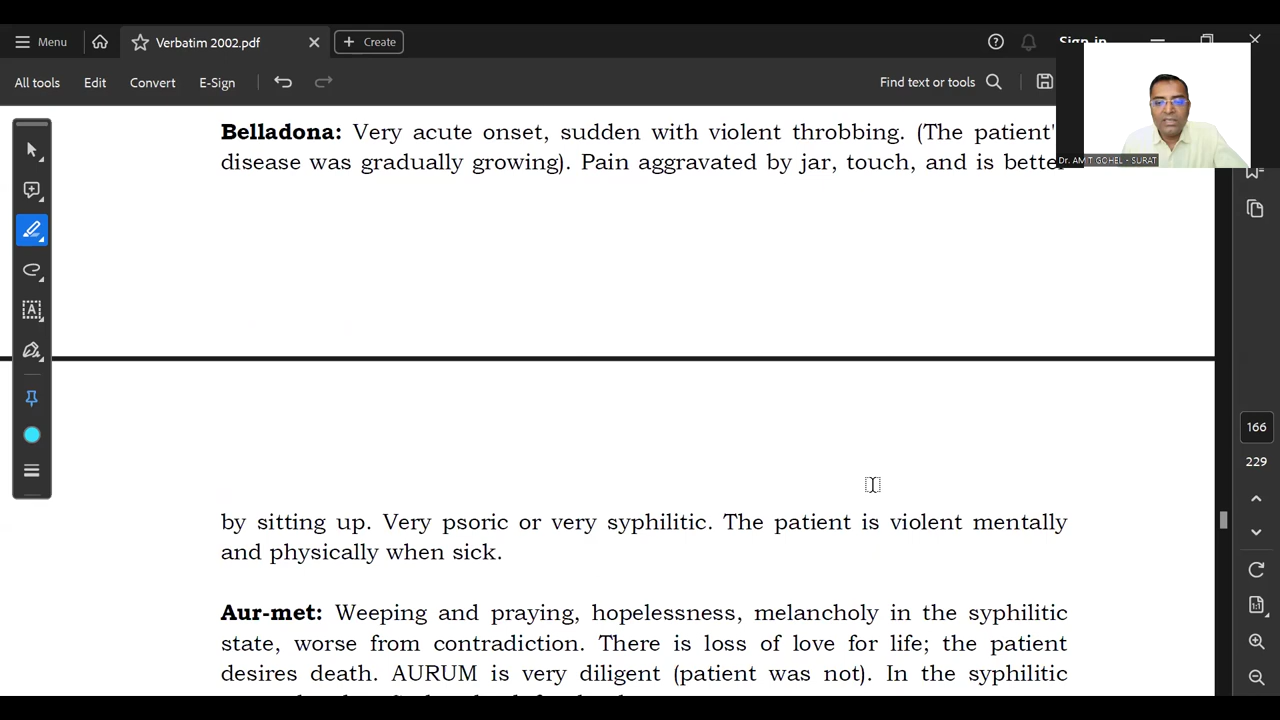 Menu
Verbatim 2002.pdf
Create
All tools
Edit
Convert
E-Sign
Find text or tools
Dr. AMIT GOHEL - SURAT
Belladona: Very acute onset, sudden with violent throbbing. (The patient'
disease was gradually growing). Pain aggravated by jar, touch, and is
by sitting up. Very psoric or very syphilitic. The patient is violent mentally
and physically when sick.
Aur-met: Weeping and praying, hopelessness, melancholy in the syphilitic
state, worse from contradiction. There is loss of love for life; the patient
desires death. AURUM is very diligent (patient was not). In the syphilitic
166
229